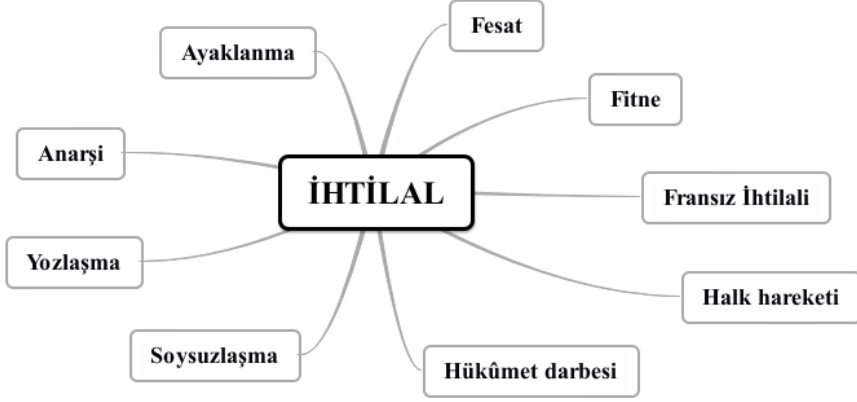 Fesat
Ayaklanma
Fitne
Anarşi
İHTİLAL
Fransız İhtilali
Yozlaşma
Halk hareketi
Soysuzlaşma
Hükûmet darbesi